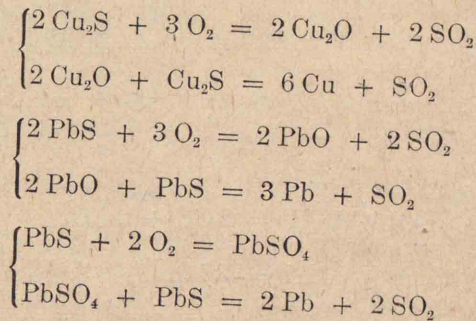 2 Cu₂S + 3 O₂ = 2 Cu₂O + 2 SO₂
2 Cu₂O + Cu₂S = 6 Cu + SO₂
2 PbS + 3 O₂ = 2 PbO + 2 SO₂
2 PbO + PbS = 3 Pb + SO₂
PbS + 2 O₂ = PbSO₄
PbSO₄ + PbS = 2 Pb + 2 SO₂